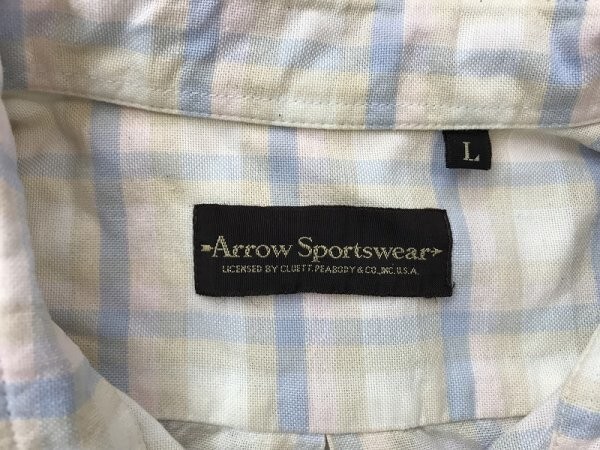 L
Arrow Sportswear
LICENSED BY CLUETT, PEABODY & CO., INC. U.S.A.